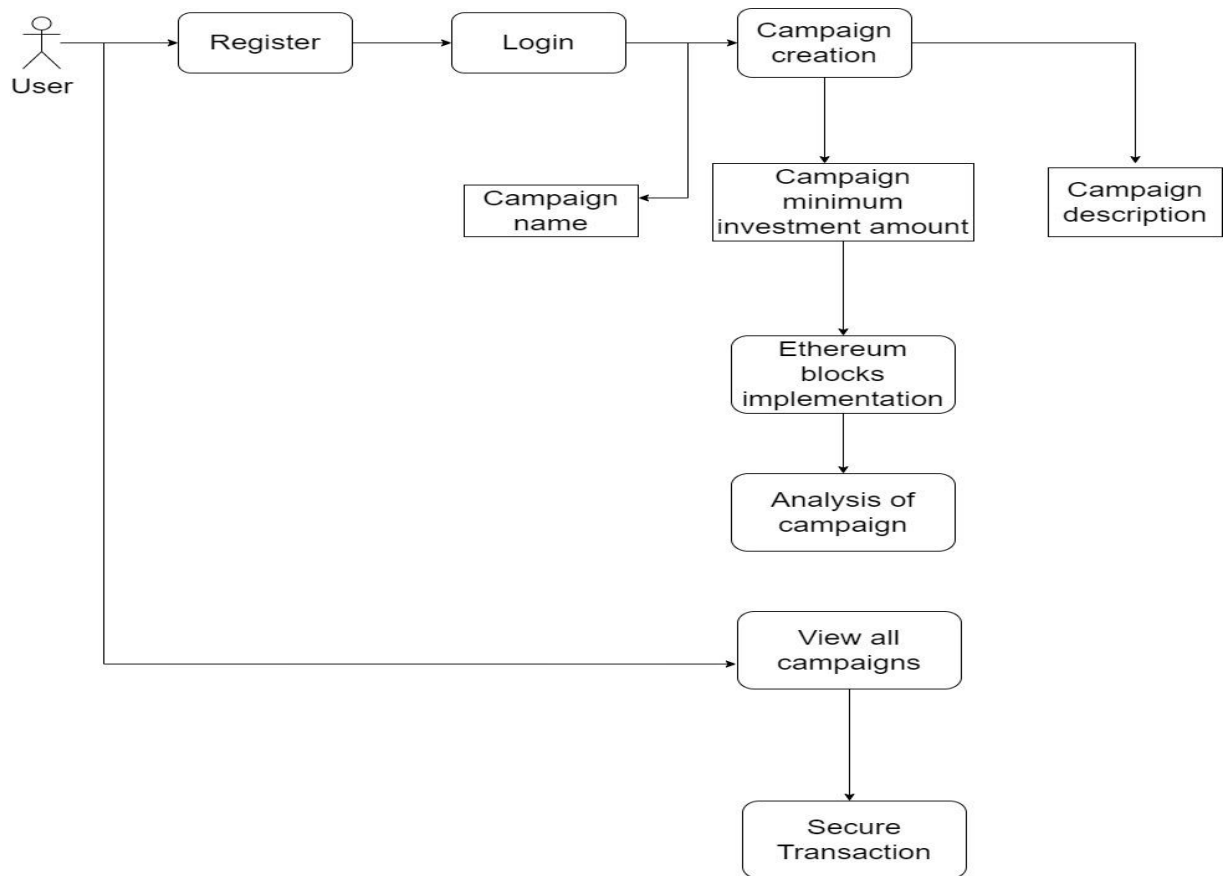 User
Register
Login
Campaign
creation
Campaign
name
Campaign
minimum
investment amount
Campaign
description
Ethereum
blocks
implementation
Analysis of
campaign
View all
campaigns
Secure
Transaction